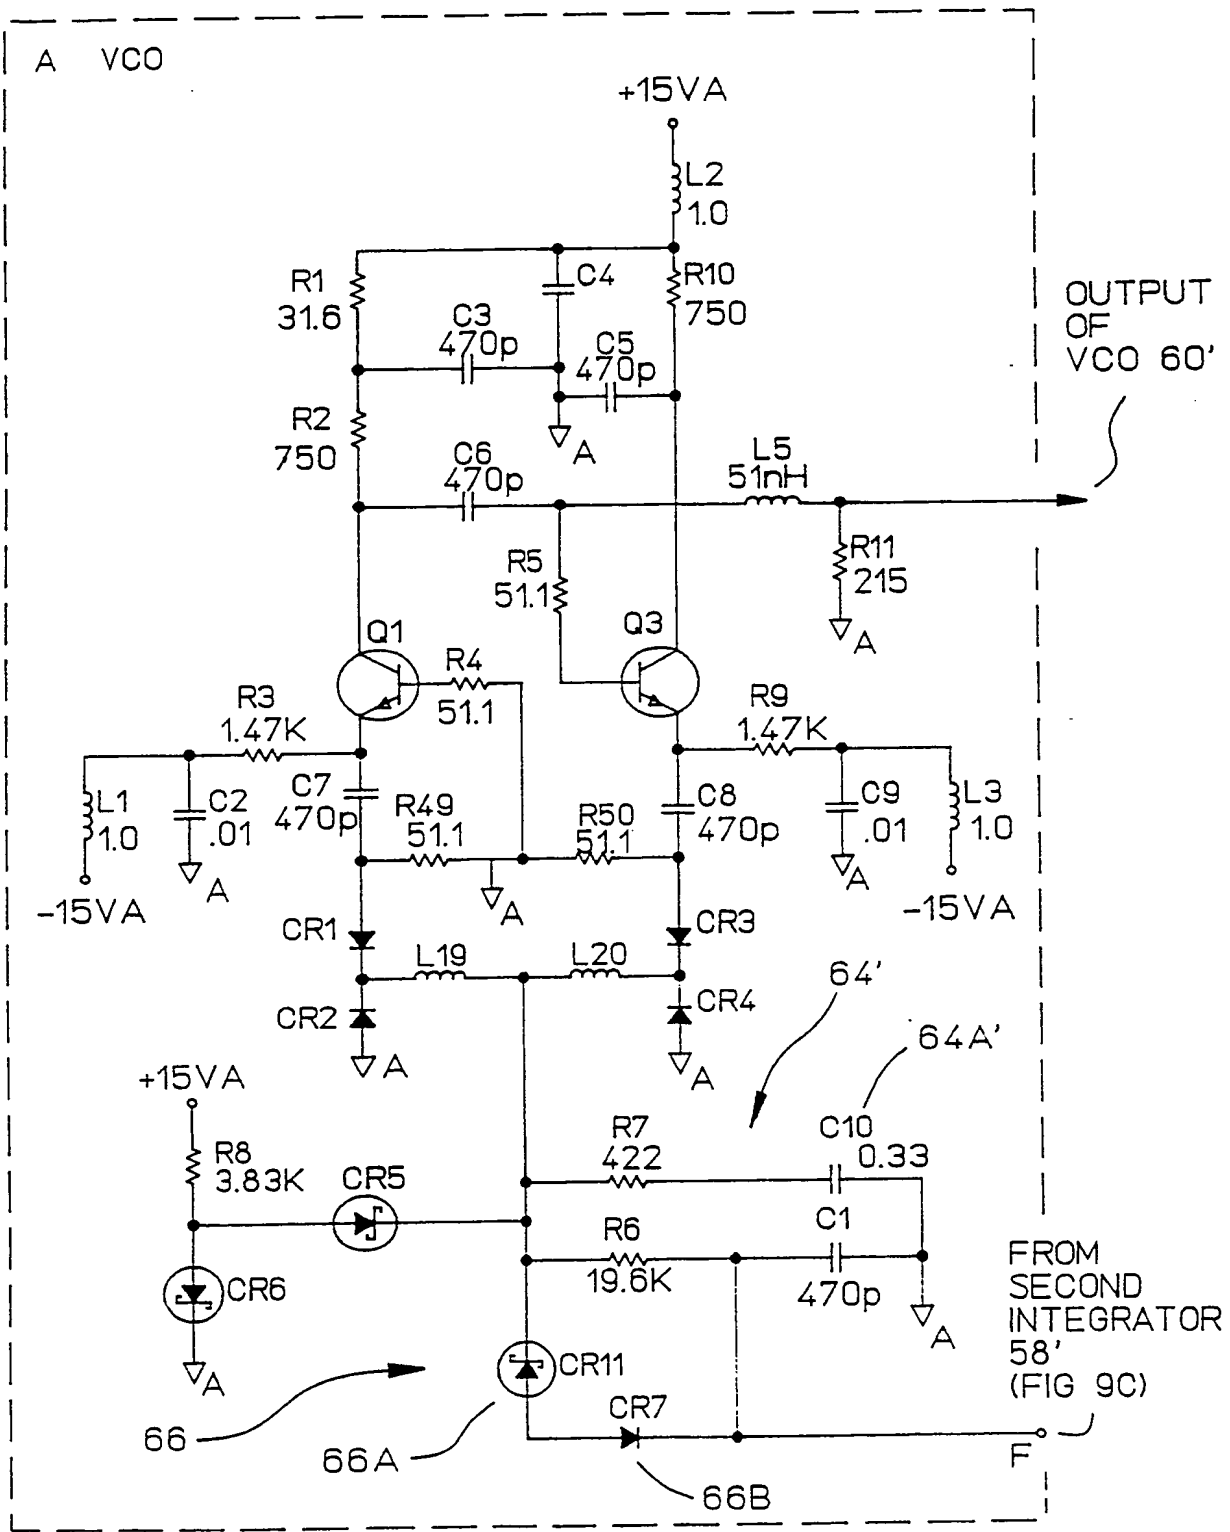 A VCO
+15VA
L2
1.0
R1
31.6
C4
R10
750
C3
470p
C5
470p
OUTPUT
OF
VCO 60'
R2
750
A
C6
470p
L5
51nH
R5
51.1
R11
215
A
Q1
Q3
R4
51.1
R3
1.47K
R9
1.47K
L1
1.0
C2
.01
C7
470p
R49
51.1
R50
51.1
C8
470p
C9
.01
L3
1.0
-15VA
A
A
A
-15VA
CR1
CR3
L19
L20
CR2
CR4
A
A
64'
64A'
+15VA
R8
3.83K
CR5
R7
422
C10
0.33
CR6
R6
19.6K
C1
470p
A
A
FROM
SECOND
INTEGRATOR
58'
(FIG 9C)
CR11
CR7
F
66
66A
66B